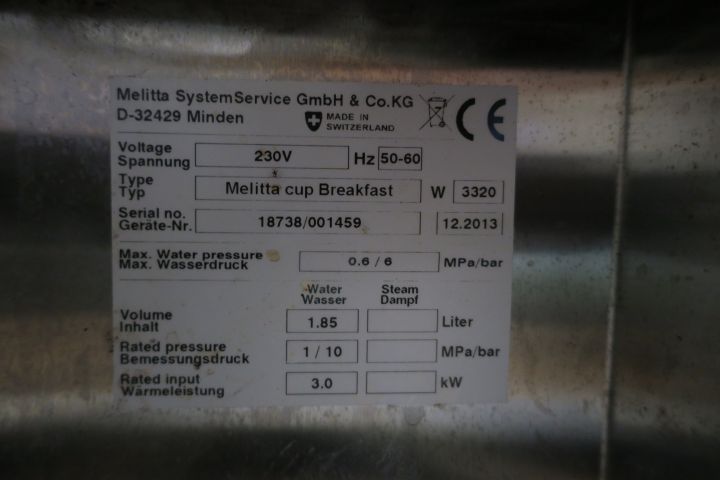 Melitta SystemService GmbH & Co.KG
D-32429 Minden
MADE IN
SWITZERLAND
CE
Voltage
Spannung
230V Hz 50-60
Type
Typ
Melitta cup Breakfast W 3320
Serial no.
Geräte-Nr.
18738/001459 12.2013
Max. Water pressure
Max. Wasserdruck
0.6 / 6 MPa/bar
Water Steam
Wasser Dampf
Volume
Inhalt
1.85 Liter
Rated pressure
Bemessungsdruck
1 / 10 MPa/bar
Rated input
Wärmeleistung
3.0 kW